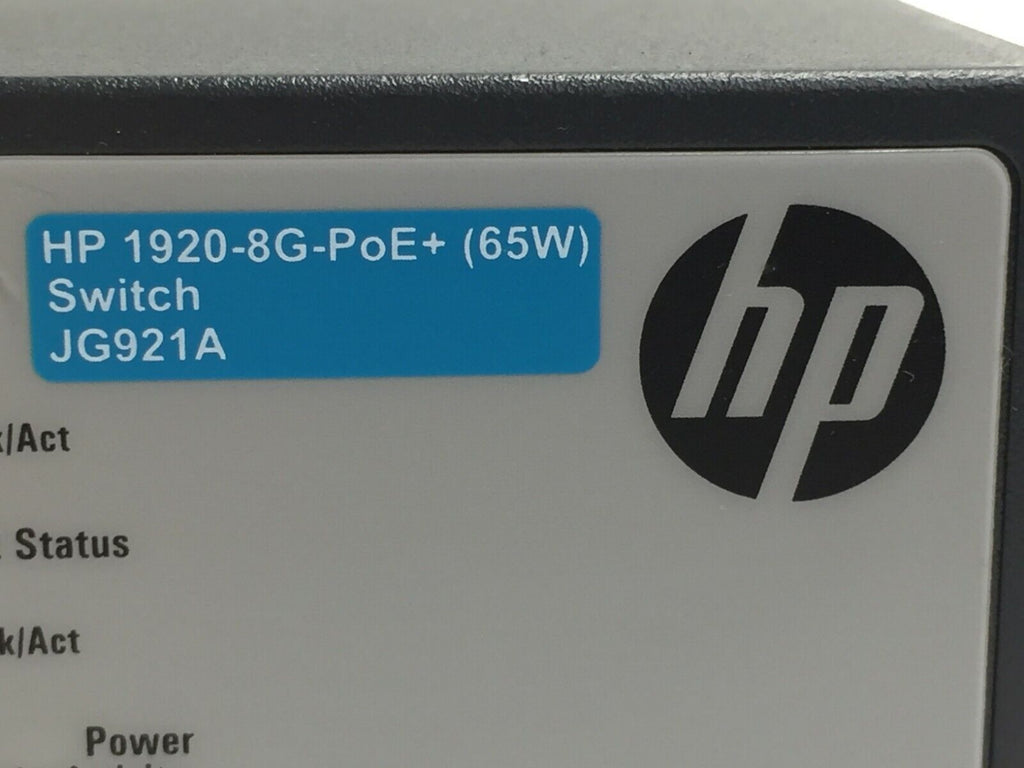 HP 1920-8G-PoE+ (65W)
Switch
JG921A
hp
k/Act
Status
k/Act
Power